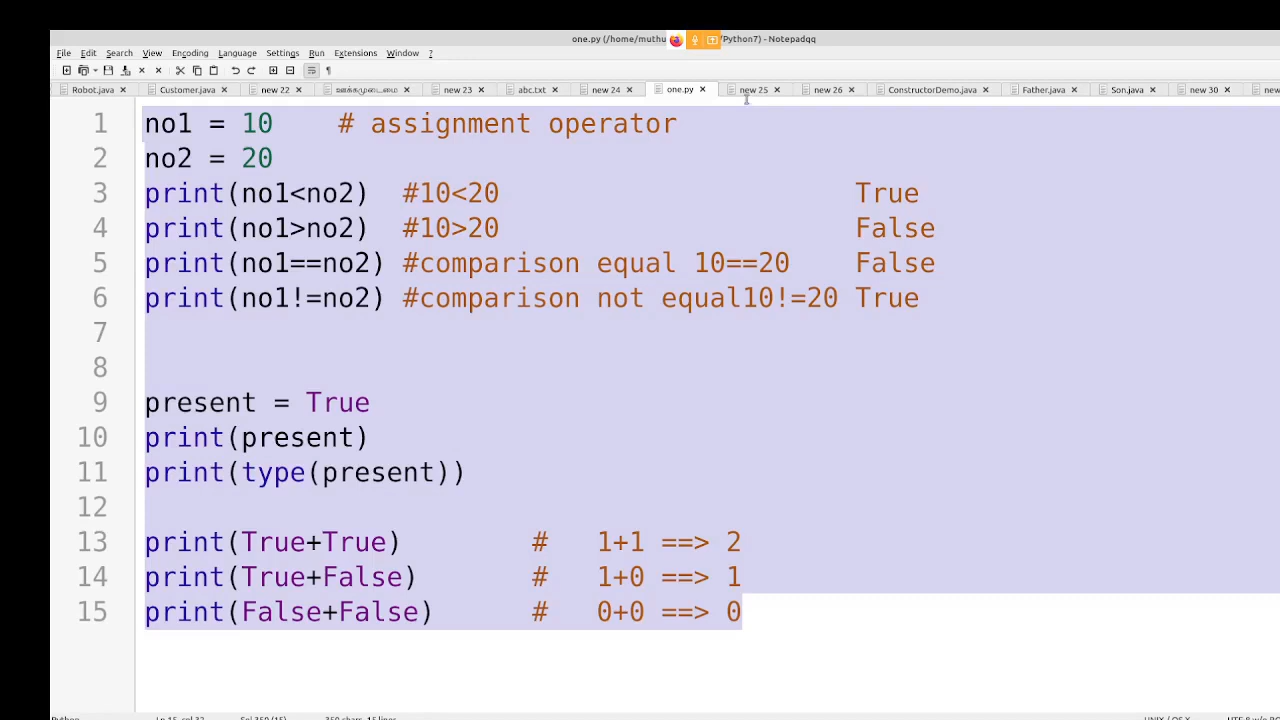 one.py (/home/muthu /Python7) - Notepadqq
File Edit Search View Encoding Language Settings Run Extensions Window ?
Robot.java Customer.java new 22 ஊக்கமுடைமை new 23 abc.txt new 24 one.py new 25 new 26 ConstructorDemo.java Father.java Son.java new 30 new
1 no1 = 10    # assignment operator
2 no2 = 20
3 print(no1<no2)  #10<20                      True
4 print(no1>no2)  #10>20                      False
5 print(no1==no2) #comparison equal 10==20    False
6 print(no1!=no2) #comparison not equal10!=20 True
7
8
9 present = True
10 print(present)
11 print(type(present))
12
13 print(True+True)        #   1+1 ==> 2
14 print(True+False)       #   1+0 ==> 1
15 print(False+False)      #   0+0 ==> 0